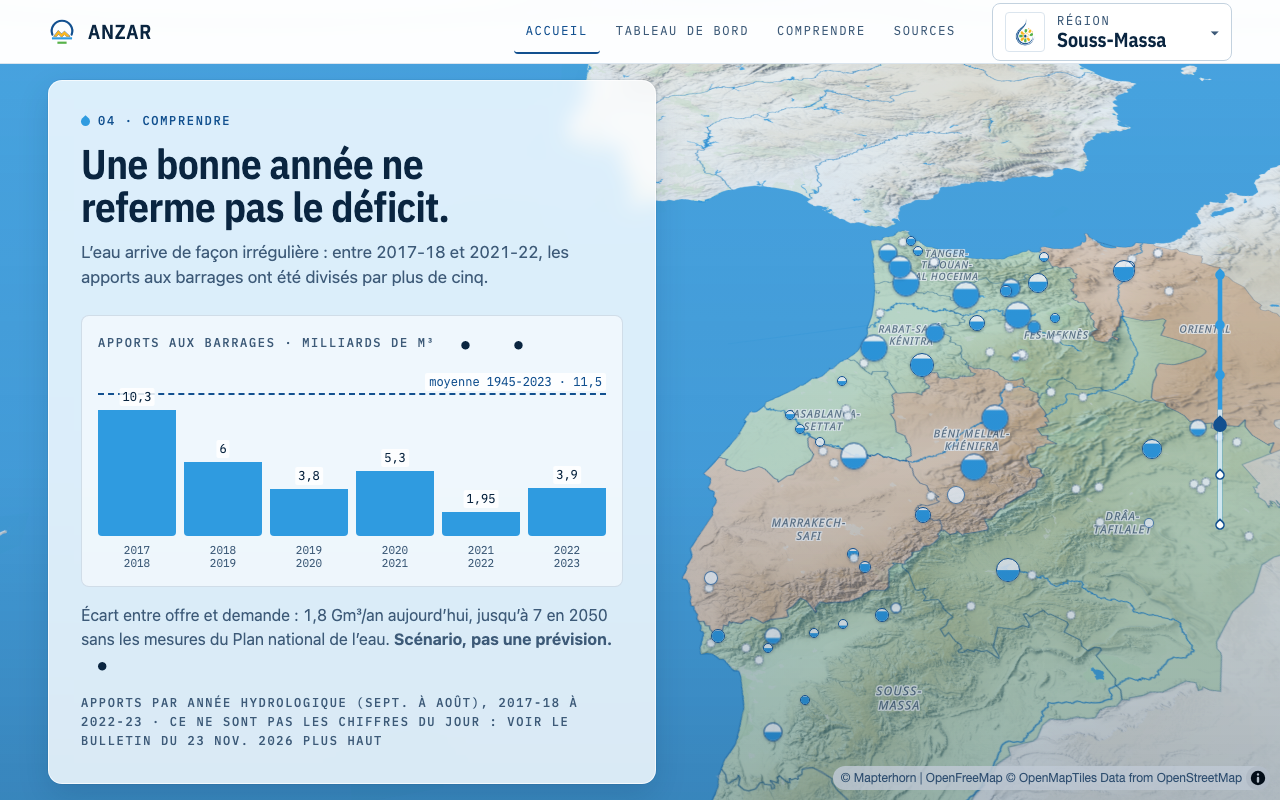 ANZAR
ACCUEIL
TABLEAU DE BORD
COMPRENDRE
SOURCES
RÉGION
Souss-Massa
04 · COMPRENDRE
Une bonne année ne
referme pas le déficit.
L’eau arrive de façon irrégulière : entre 2017-18 et 2021-22, les
apports aux barrages ont été divisés par plus de cinq.
APPORTS AUX BARRAGES · MILLIARDS DE M³
moyenne 1945-2023 · 11,5
10,3
6
3,8
5,3
1,95
3,9
2017
2018
2018
2019
2019
2020
2020
2021
2021
2022
2022
2023
Écart entre offre et demande : 1,8 Gm³/an aujourd’hui, jusqu’à 7 en 2050
sans les mesures du Plan national de l’eau. Scénario, pas une prévision.
APPORTS PAR ANNÉE HYDROLOGIQUE (SEPT. À AOÛT), 2017-18 À
2022-23 · CE NE SONT PAS LES CHIFFRES DU JOUR : VOIR LE
BULLETIN DU 23 NOV. 2026 PLUS HAUT
TANGER-
AL HOCEIMA
KÉNITRA
FÈS-MEKNÈS
ORIENTAL
SETTAT
BÉNI MELLAL-
KHÉNIFRA
MARRAKECH-
SAFI
DRÂA-
TAFILALET
SOUSS-
MASSA
© Mapterhorn | OpenFreeMap © OpenMapTiles Data from OpenStreetMap